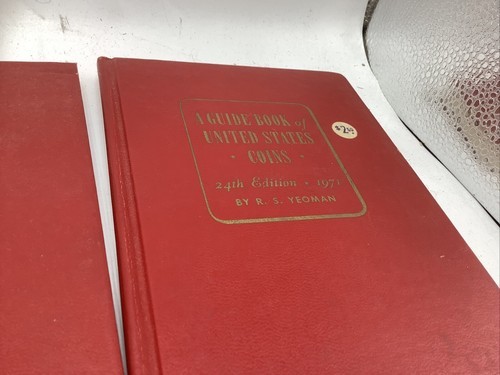 A GUIDE BOOK of
UNITED STATES
• COINS •
24th Edition • 1971
BY R. S. YEOMAN